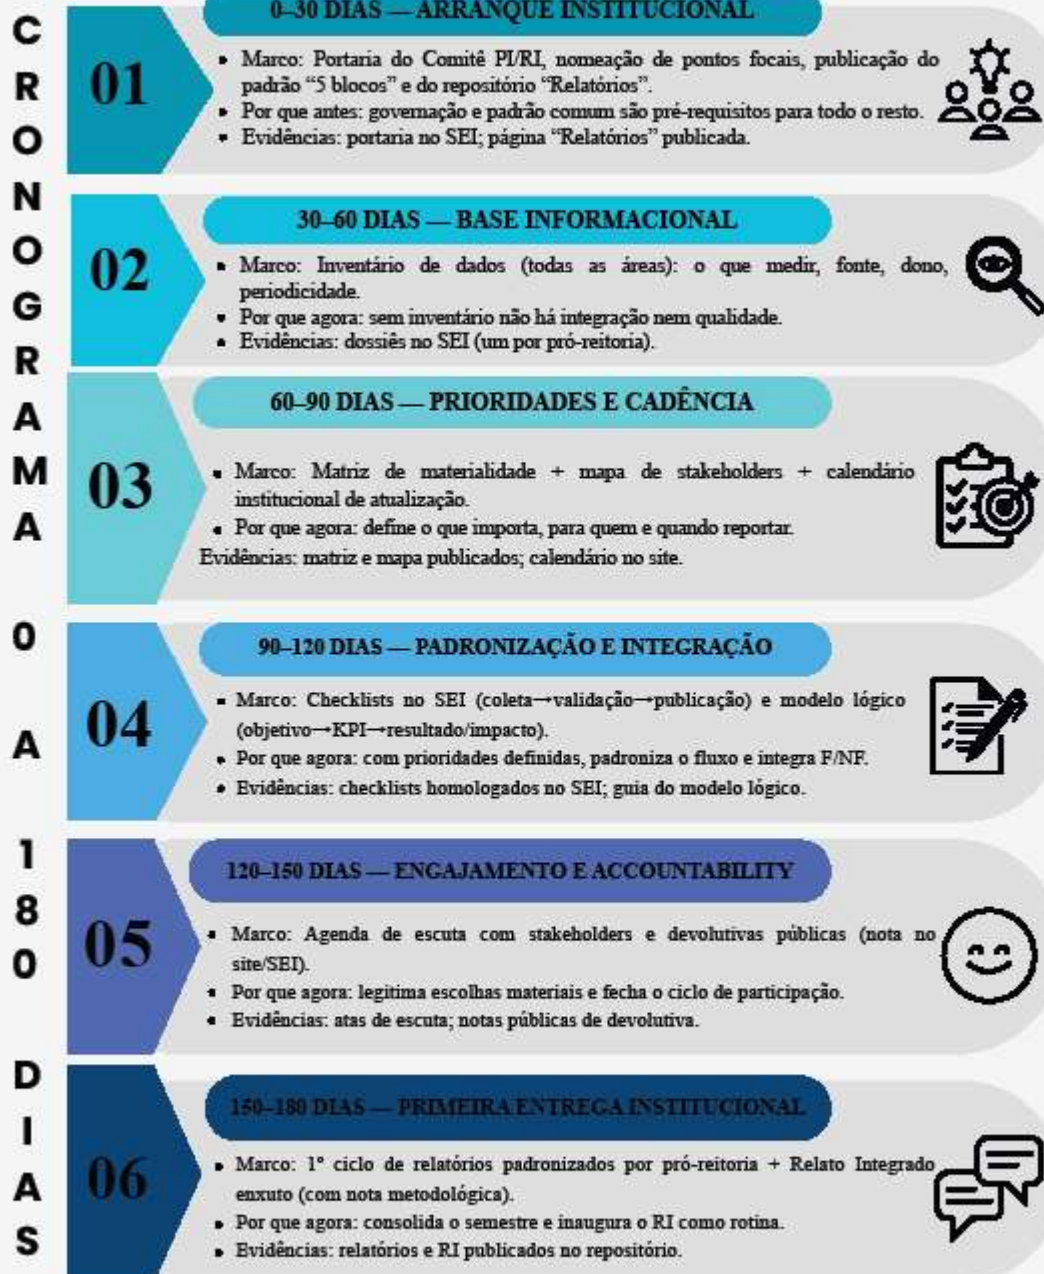 CRONOGRAMA 0 A 180 DIAS
01
0–30 DIAS — ARRANQUE INSTITUCIONAL
▪ Marco: Portaria do Comitê PI/RI, nomeação de pontos focais, publicação do
padrão “5 blocos” e do repositório “Relatórios”.
▪ Por que antes: governação e padrão comum são pré-requisitos para todo o resto.
▪ Evidências: portaria no SEI; página “Relatórios” publicada.
02
30–60 DIAS — BASE INFORMACIONAL
▪ Marco: Inventário de dados (todas as áreas): o que medir, fonte, dono,
periodicidade.
▪ Por que agora: sem inventário não há integração nem qualidade.
▪ Evidências: dossiês no SEI (um por pró-reitoria).
03
60–90 DIAS — PRIORIDADES E CADÊNCIA
▪ Marco: Matriz de materialidade + mapa de stakeholders + calendário
institucional de atualização.
▪ Por que agora: define o que importa, para quem e quando reportar.
Evidências: matriz e mapa publicados; calendário no site.
04
90–120 DIAS — PADRONIZAÇÃO E INTEGRAÇÃO
▪ Marco: Checklists no SEI (coleta→validação→publicação) e modelo lógico
(objetivo→KPI→resultado/impacto).
▪ Por que agora: com prioridades definidas, padroniza o fluxo e integra F/NF.
▪ Evidências: checklists homologados no SEI; guia do modelo lógico.
05
120–150 DIAS — ENGAJAMENTO E ACCOUNTABILITY
▪ Marco: Agenda de escuta com stakeholders e devolutivas públicas (nota no
site/SEI).
▪ Por que agora: legitima escolhas materiais e fecha o ciclo de participação.
▪ Evidências: atas de escuta; notas públicas de devolutiva.
06
150–180 DIAS — PRIMEIRA ENTREGA INSTITUCIONAL
▪ Marco: 1º ciclo de relatórios padronizados por pró-reitoria + Relato Integrado
enxuto (com nota metodológica).
▪ Por que agora: consolida o semestre e inaugura o RI como rotina.
▪ Evidências: relatórios e RI publicados no repositório.